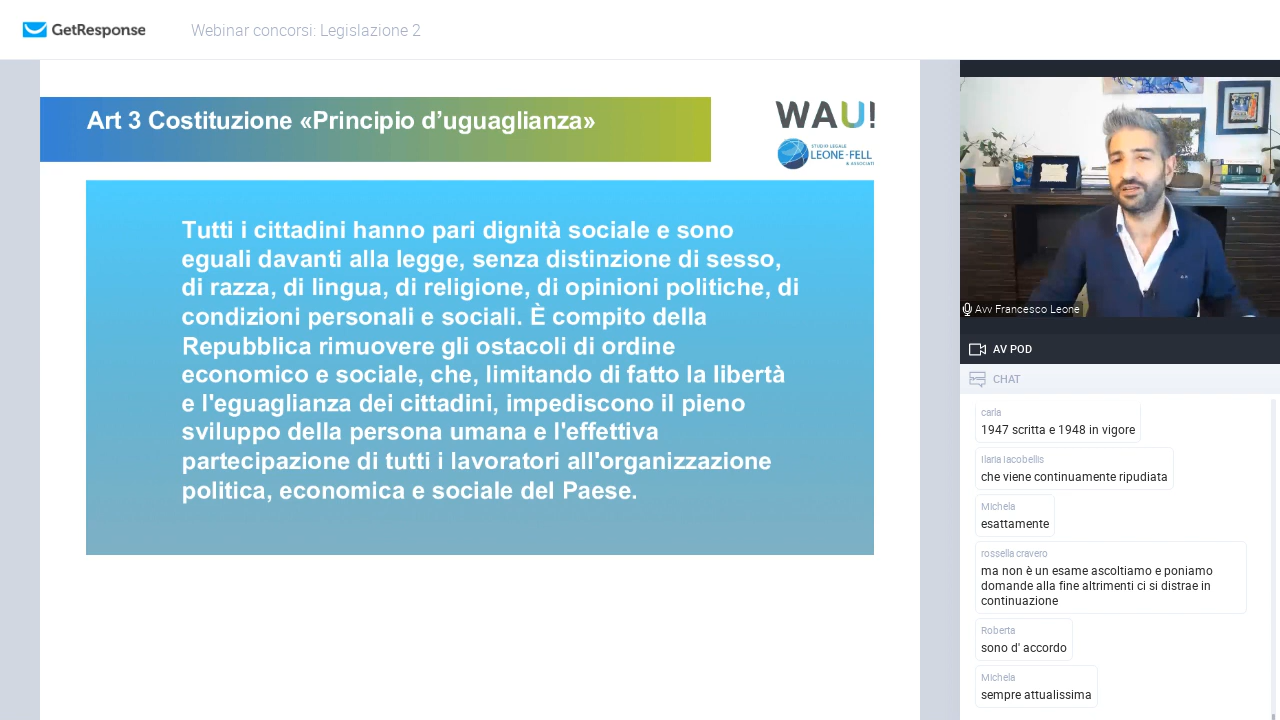 GetResponse
Webinar concorsi: Legislazione 2
Art 3 Costituzione «Principio d’uguaglianza»
WAU!
STUDIO LEGALE
LEONE-FELL
& ASSOCIATI
Tutti i cittadini hanno pari dignità sociale e sono
eguali davanti alla legge, senza distinzione di sesso,
di razza, di lingua, di religione, di opinioni politiche, di
condizioni personali e sociali. È compito della
Repubblica rimuovere gli ostacoli di ordine
economico e sociale, che, limitando di fatto la libertà
e l'eguaglianza dei cittadini, impediscono il pieno
sviluppo della persona umana e l'effettiva
partecipazione di tutti i lavoratori all'organizzazione
politica, economica e sociale del Paese.
Avv Francesco Leone
AV POD
CHAT
carla
1947 scritta e 1948 in vigore
Ilaria Iacobellis
che viene continuamente ripudiata
Michela
esattamente
rossella cravero
ma non è un esame ascoltiamo e poniamo
domande alla fine altrimenti ci si distrae in
continuazione
Roberta
sono d' accordo
Michela
sempre attualissima